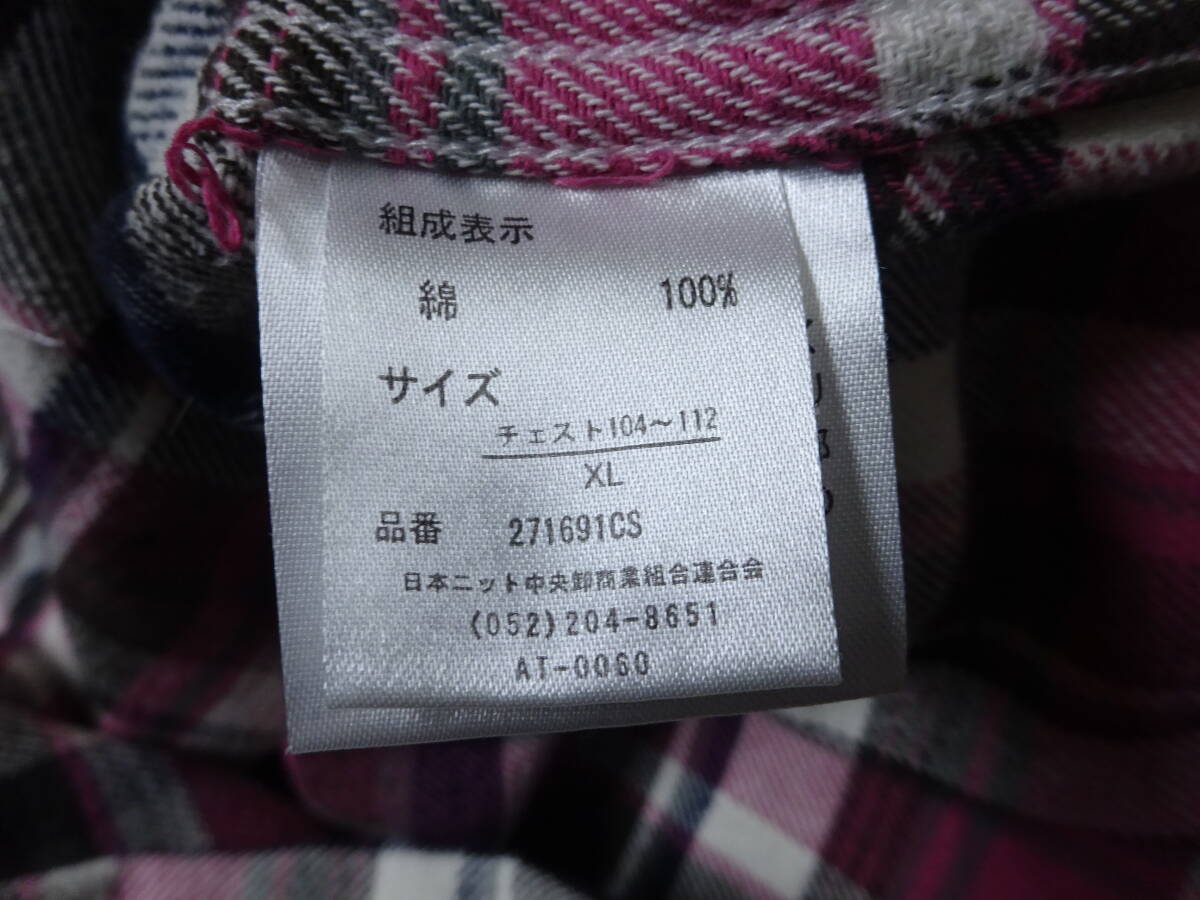 組成表示
綿 100%
サイズ
チェスト104～112
XL
品番 271691CS
日本ニット中央卸商業組合連合会
(052)204-8651
AT-0060